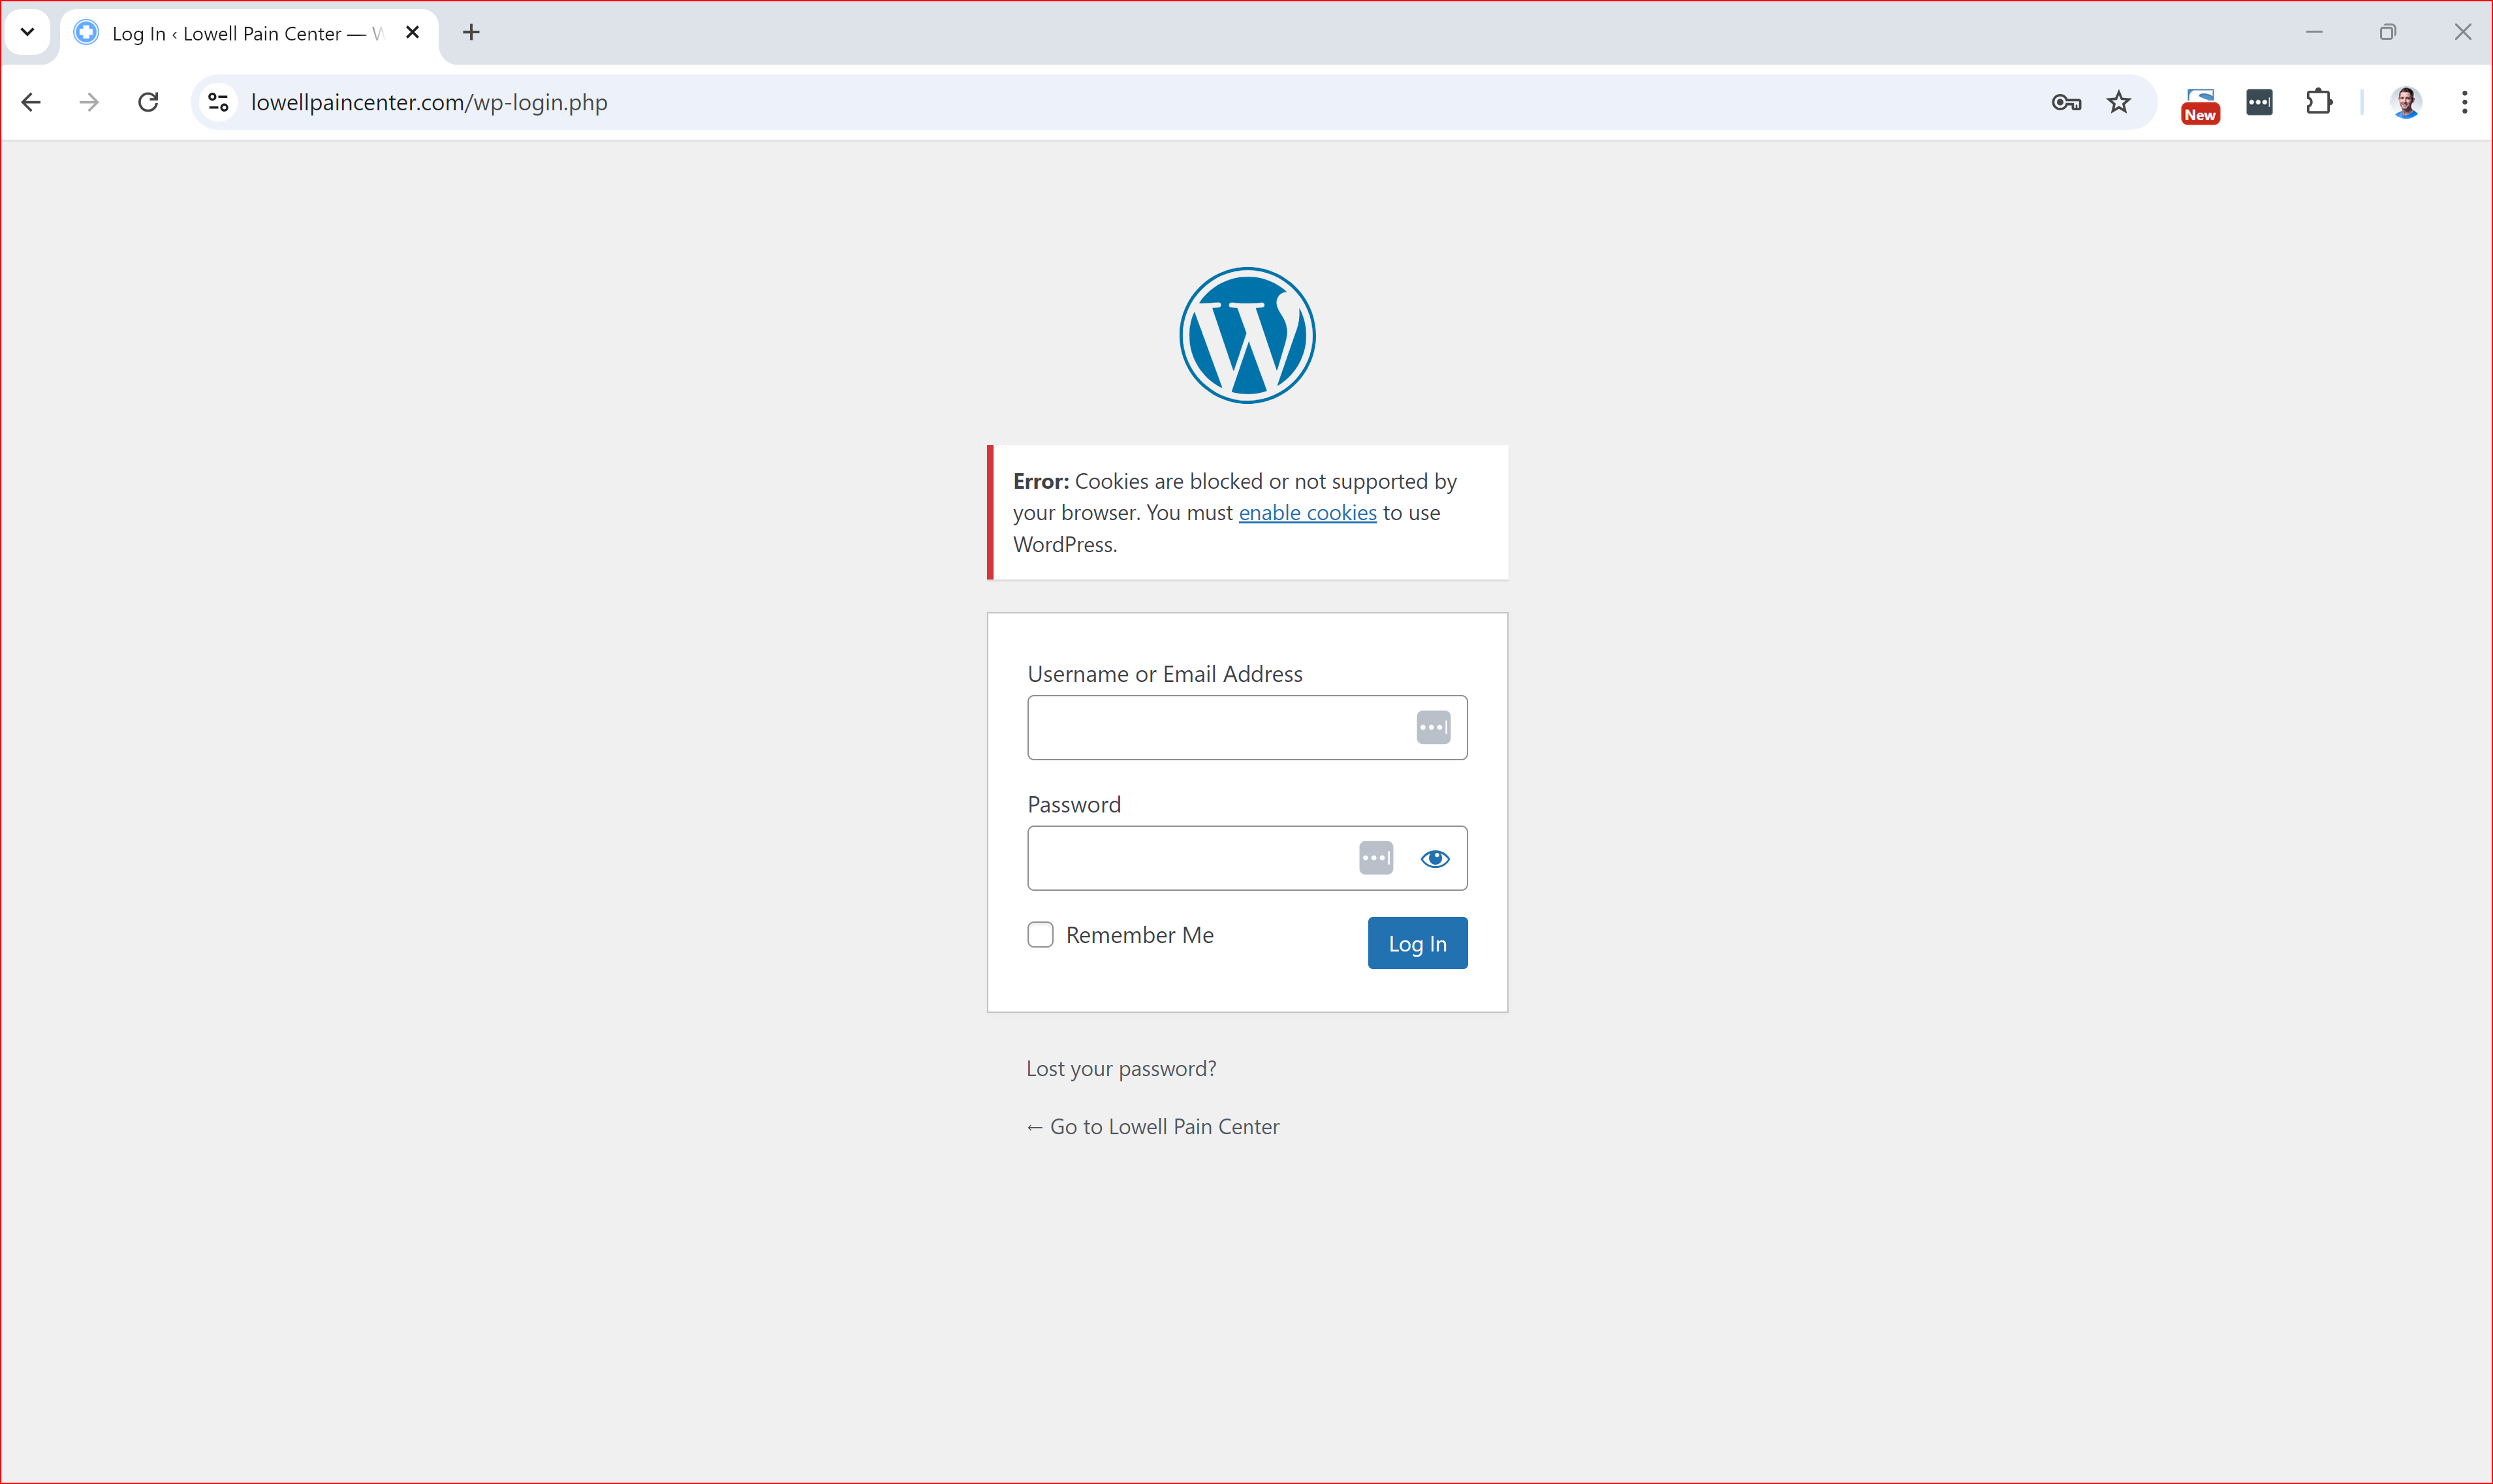 Log In ‹ Lowell Pain Center — W
lowellpaincenter.com/wp-login.php
New
Error: Cookies are blocked or not supported by
your browser. You must enable cookies to use
WordPress.
Username or Email Address
Password
Remember Me
Log In
Lost your password?
← Go to Lowell Pain Center